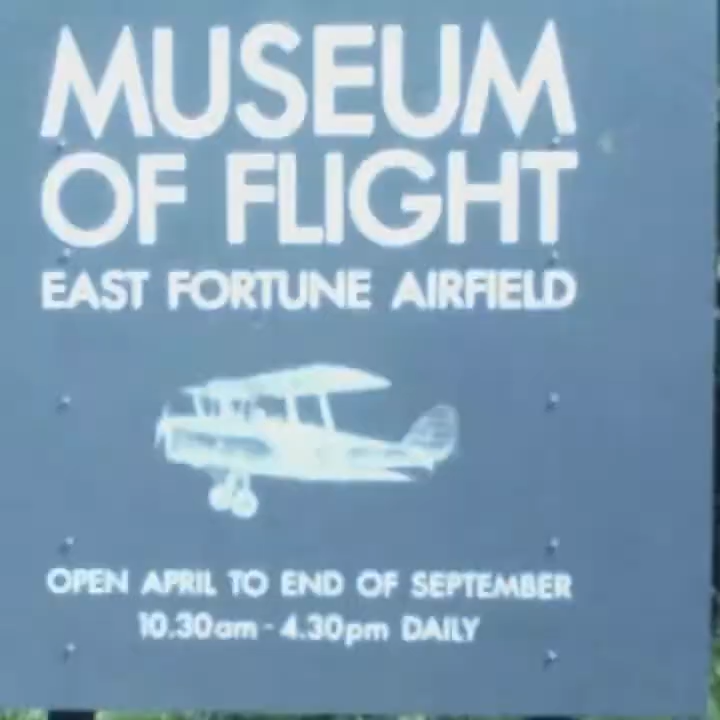 MUSEUM
OF FLIGHT
EAST FORTUNE AIRFIELD
OPEN APRIL TO END OF SEPTEMBER
10.30am - 4.30pm DAILY